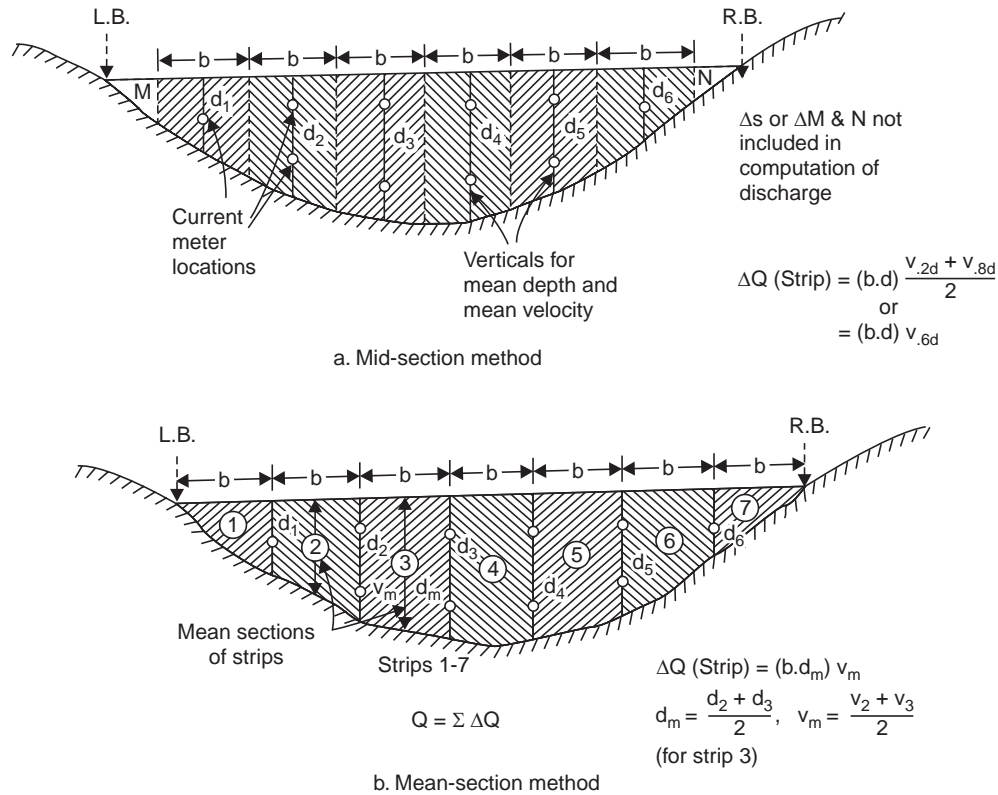 L.B.
R.B.
b b b b b b
M
N
d1
d2
d3
d4
d5
d6
Δs or ΔM & N not
included in
computation of
discharge
Current
meter
locations
Verticals for
mean depth and
mean velocity
ΔQ (Strip) = (b.d) (v.2d + v.8d)/2
or
= (b.d) v.6d
a. Mid-section method
L.B.
R.B.
b b b b b b b
1
2
3
4
5
6
7
d1
d2
d3
d4
d5
d6
vm
dm
Mean sections
of strips
Strips 1-7
Q = Σ ΔQ
ΔQ (Strip) = (b.dm) vm
dm = (d2 + d3)/2, vm = (v2 + v3)/2
(for strip 3)
b. Mean-section method